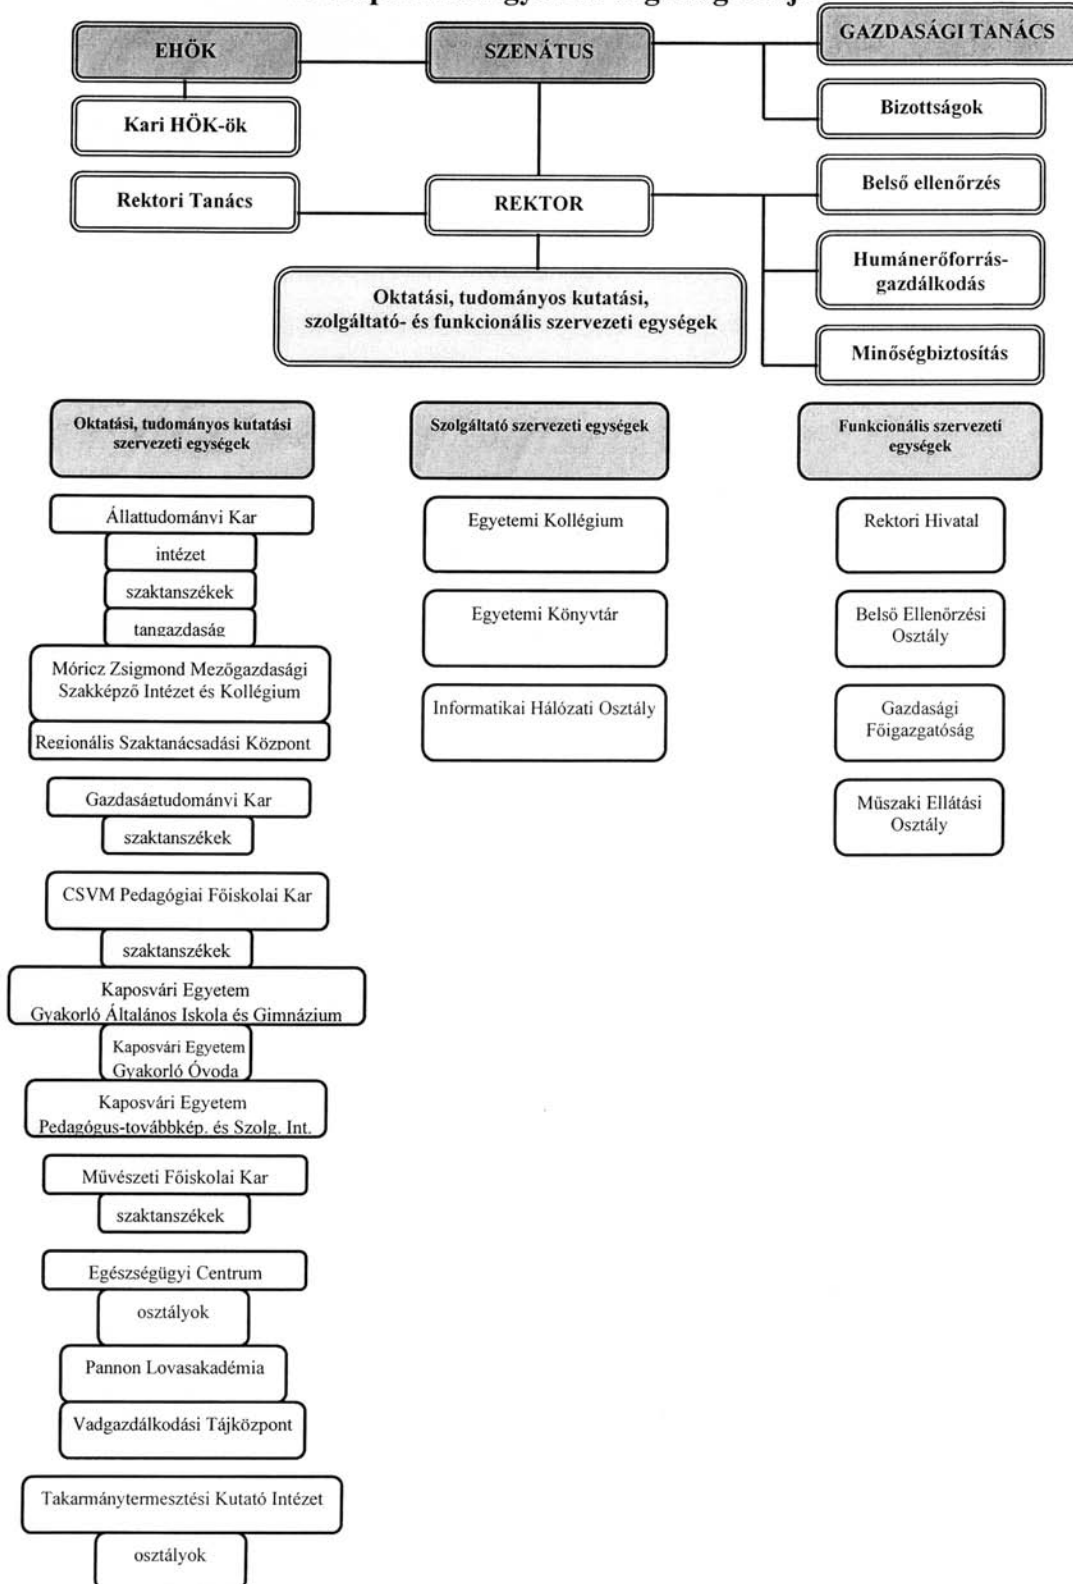 EHÖK
SZENÁTUS
GAZDASÁGI TANÁCS
Kari HÖK-ök
Bizottságok
Rektori Tanács
REKTOR
Belső ellenőrzés
Humánerőforrás-
gazdálkodás
Oktatási, tudományos kutatási,
szolgáltató- és funkcionális szervezeti egységek
Minőségbiztosítás
Oktatási, tudományos kutatási
szervezeti egységek
Állattudományi Kar
intézet
szaktanszékek
tangazdaság
Móricz Zsigmond Mezőgazdasági
Szakképző Intézet és Kollégium
Regionális Szaktanácsadási Központ
Gazdaságtudományi Kar
szaktanszékek
CSVM Pedagógiai Főiskolai Kar
szaktanszékek
Kaposvári Egyetem
Gyakorló Általános Iskola és Gimnázium
Kaposvári Egyetem
Gyakorló Óvoda
Kaposvári Egyetem
Pedagógus-továbbkép. és Szolg. Int.
Művészeti Főiskolai Kar
szaktanszékek
Egészségügyi Centrum
osztályok
Pannon Lovasakadémia
Vadgazdálkodási Tájközpont
Takarmánytermesztési Kutató Intézet
osztályok
Szolgáltató szervezeti egységek
Egyetemi Kollégium
Egyetemi Könyvtár
Informatikai Hálózati Osztály
Funkcionális szervezeti
egységek
Rektori Hivatal
Belső Ellenőrzési
Osztály
Gazdasági
Főigazgatóság
Műszaki Ellátási
Osztály